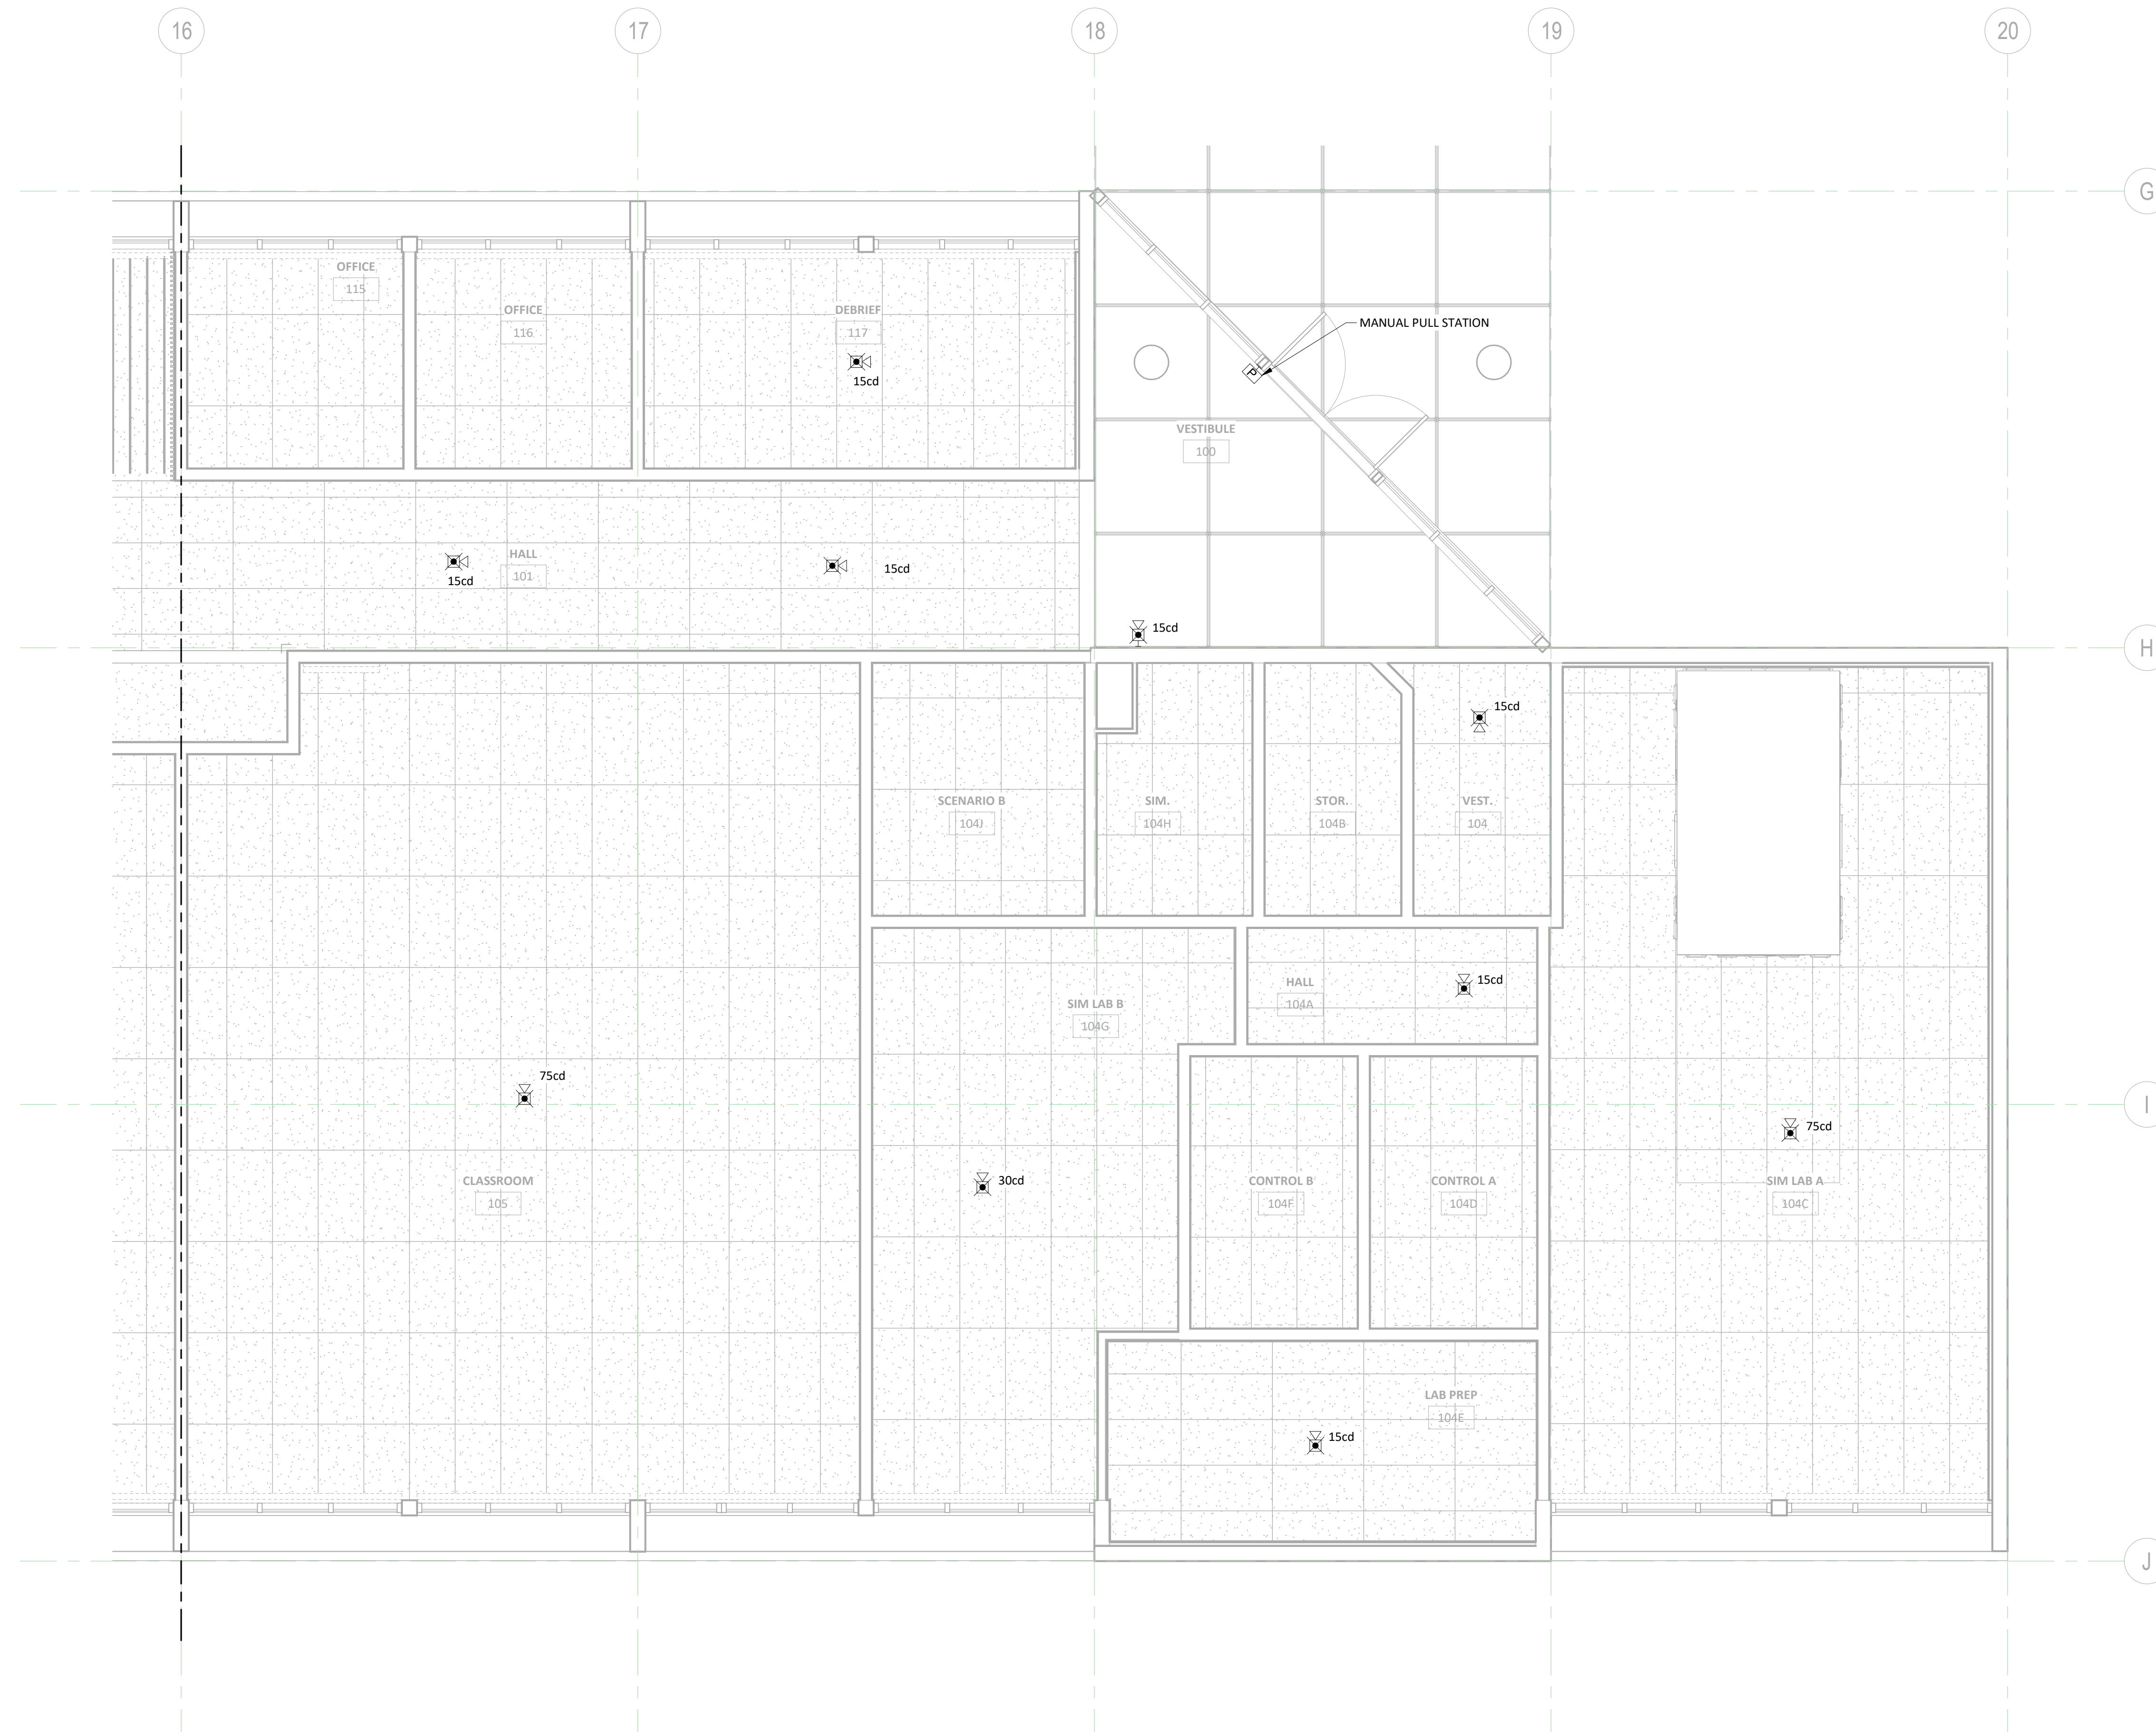 16
17
18
19
20
G
OFFICE
115
OFFICE
116
DEBRIEF
117
15cd
MANUAL PULL STATION
P
VESTIBULE
100
HALL
101
15cd
15cd
15cd
H
15cd
SCENARIO B
104J
SIM.
104H
STOR.
104B
VEST.
104
HALL
104A
15cd
SIM LAB B
104G
75cd
I
75cd
CLASSROOM
105
30cd
CONTROL B
104F
CONTROL A
104D
SIM LAB A
104C
LAB PREP
104E
15cd
J